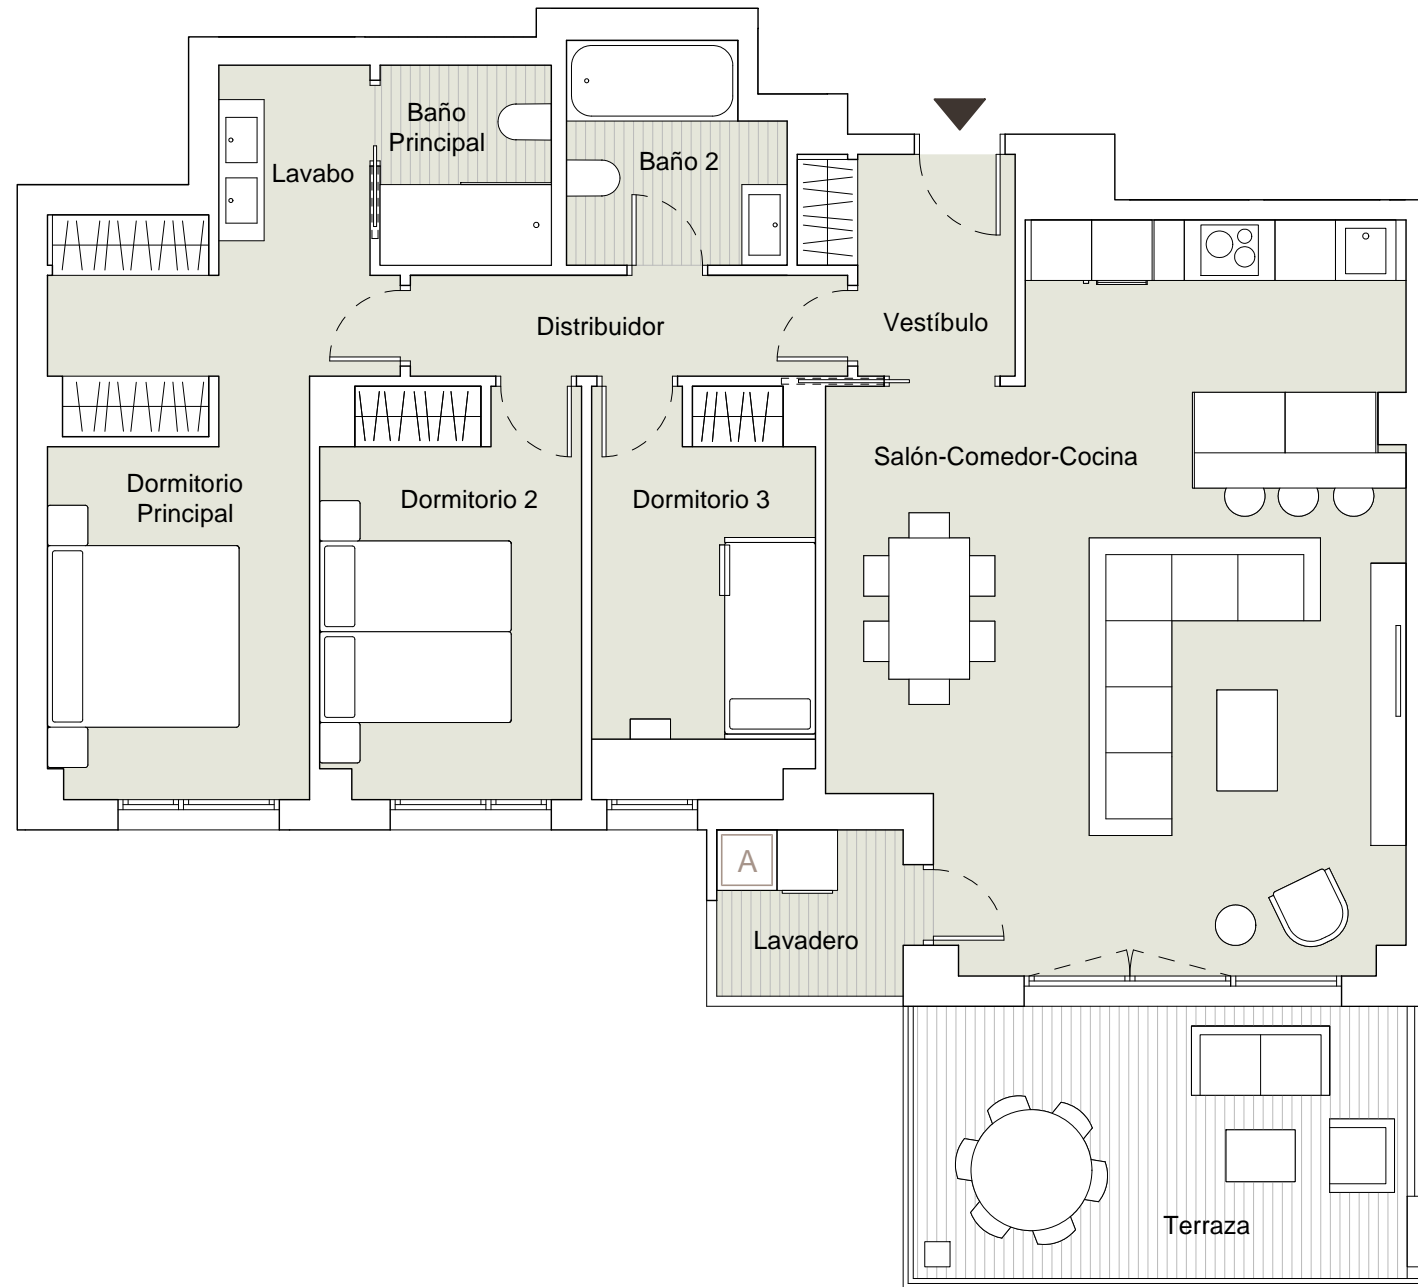 Baño
Principal
Lavabo
Baño 2
Distribuidor
Vestíbulo
Salón-Comedor-Cocina
Dormitorio
Principal
Dormitorio 2
Dormitorio 3
A
Lavadero
Terraza